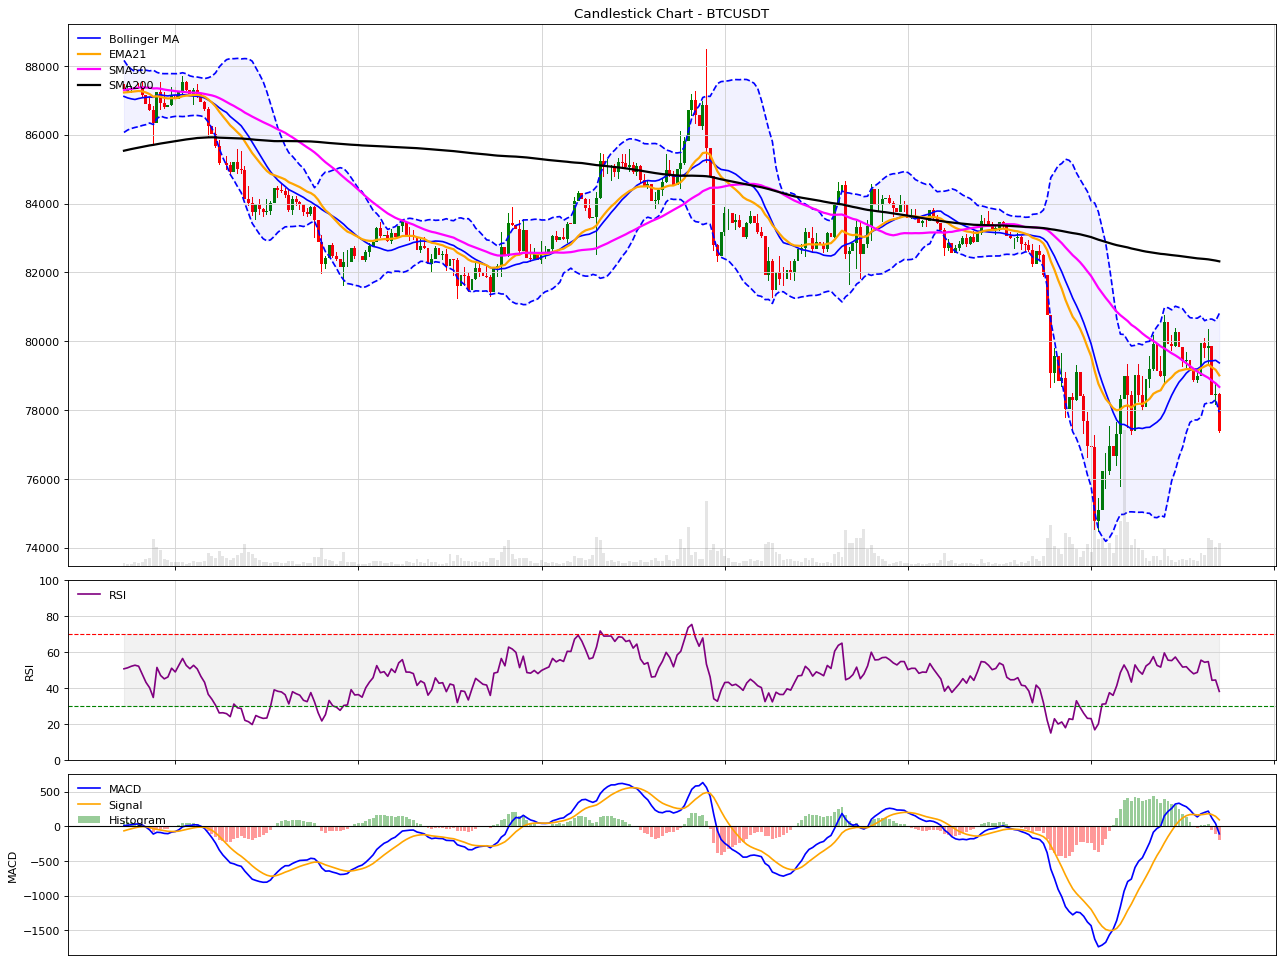 Candlestick Chart - BTCUSDT
Bollinger MA
EMA21
SMA50
SMA200
88000
86000
84000
82000
80000
78000
76000
74000
RSI
100
80
60
40
20
0
RSI
MACD
Signal
Histogram
500
0
−500
−1000
−1500
MACD